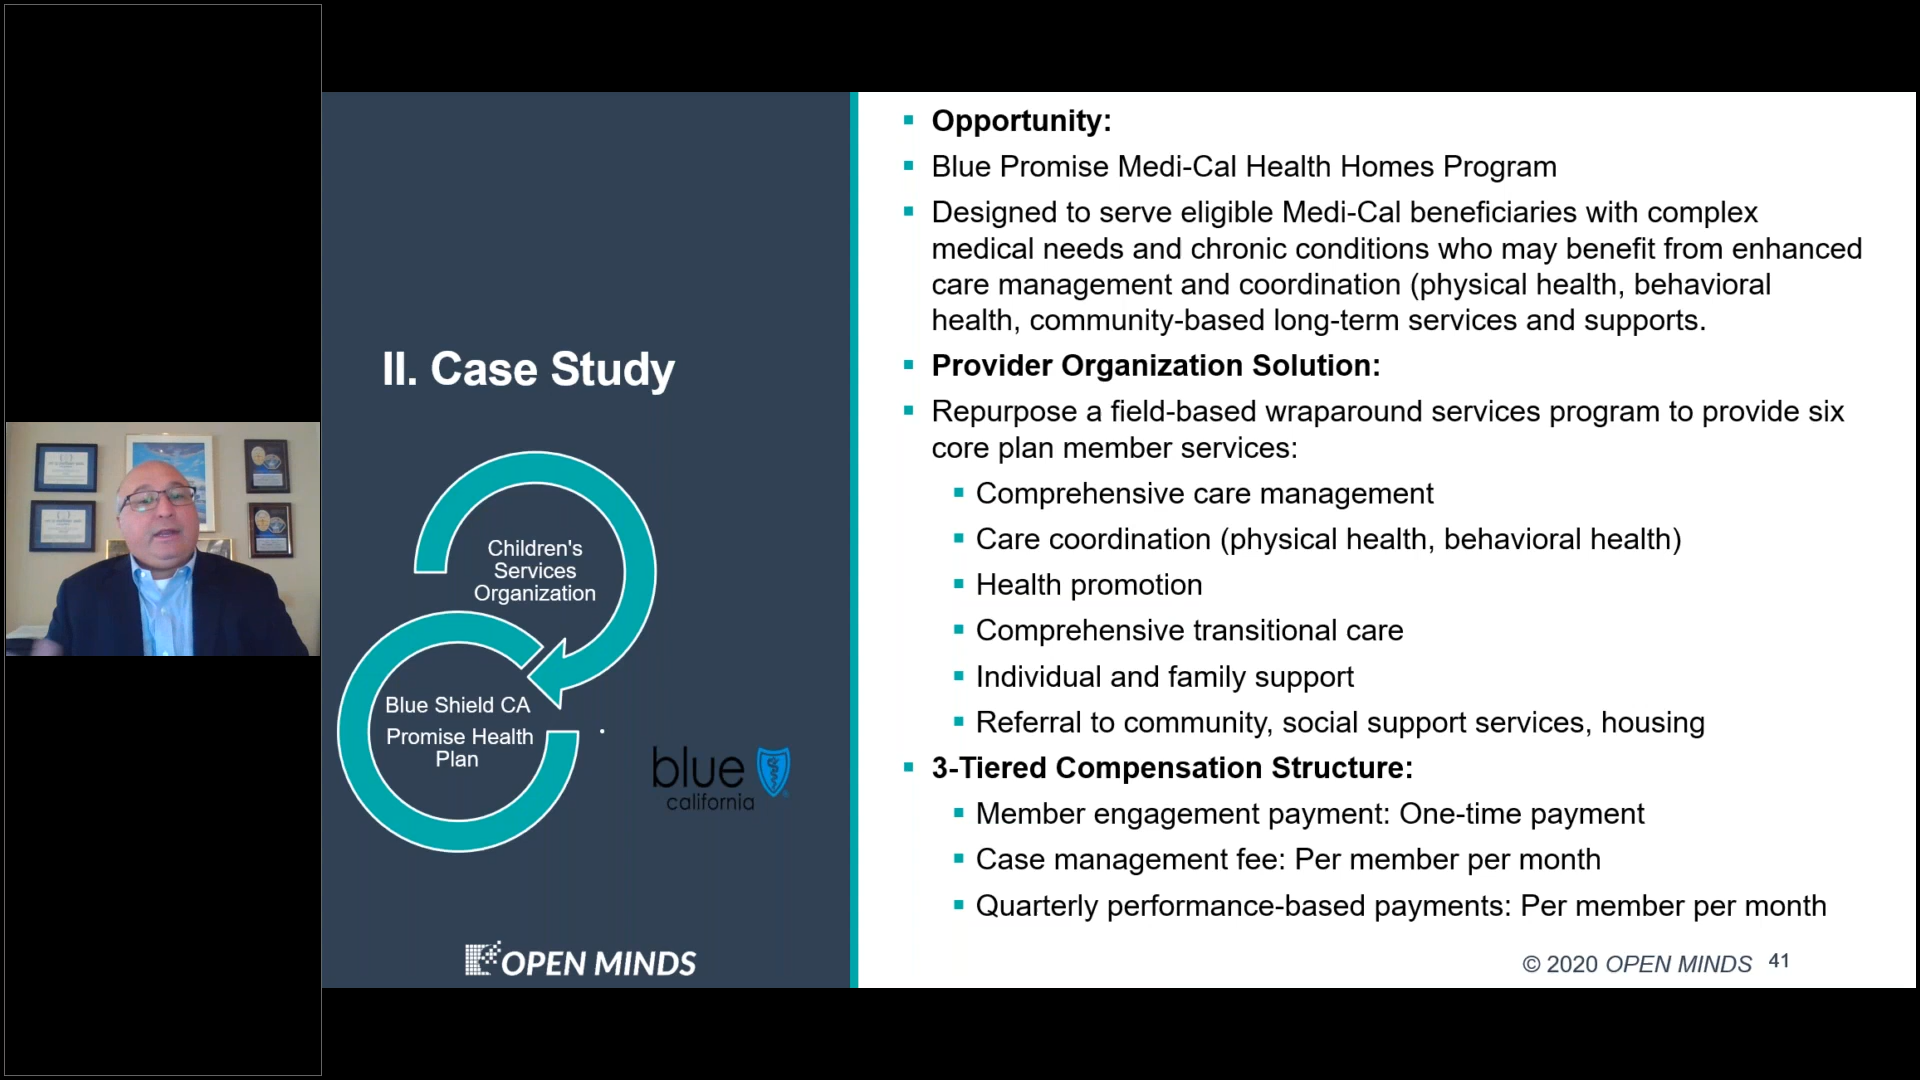 II. Case Study
Children's
Services
Organization
Blue Shield CA
Promise Health
Plan
blue
california
OPEN MINDS
Opportunity:
Blue Promise Medi-Cal Health Homes Program
Designed to serve eligible Medi-Cal beneficiaries with complex
medical needs and chronic conditions who may benefit from enhanced
care management and coordination (physical health, behavioral
health, community-based long-term services and supports.
Provider Organization Solution:
Repurpose a field-based wraparound services program to provide six
core plan member services:
Comprehensive care management
Care coordination (physical health, behavioral health)
Health promotion
Comprehensive transitional care
Individual and family support
Referral to community, social support services, housing
3-Tiered Compensation Structure:
Member engagement payment: One-time payment
Case management fee: Per member per month
Quarterly performance-based payments: Per member per month
© 2020 OPEN MINDS 41